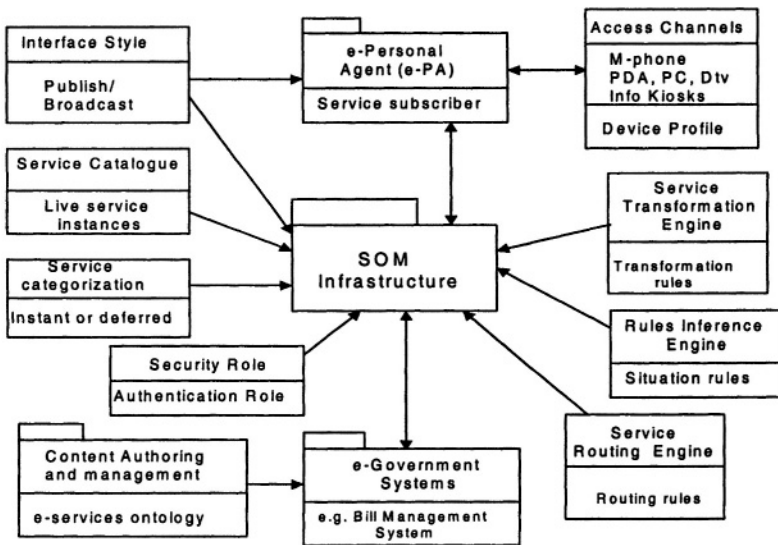 Interface Style
Publish/
Broadcast
e-Personal
Agent (e-PA)
Service subscriber
Access Channels
M-phone
PDA, PC, Dtv
Info Kiosks
Device Profile
Service Catalogue
Live service
instances
Service
categorization
Instant or deferred
SOM
Infrastructure
Service
Transformation
Engine
Transformation
rules
Rules Inference
Engine
Situation rules
Security Role
Authentication Role
Service
Routing Engine
Routing rules
Content Authoring
and management
e-services ontology
e-Government
Systems
e.g. Bill Management
System